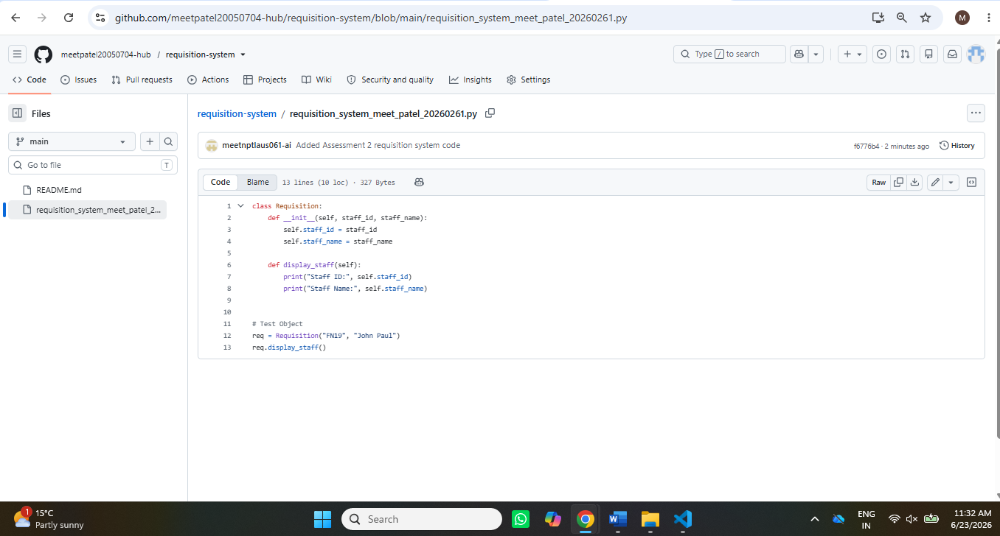 github.com/meetpatel20050704-hub/requisition-system/blob/main/requisition_system_meet_patel_20260261.py
M
meetpatel20050704-hub / requisition-system
Type / to search
Code Issues Pull requests Actions Projects Wiki Security and quality Insights Settings
Files
main
Go to file
T
README.md
requisition_system_meet_patel_2...
requisition-system / requisition_system_meet_patel_20260261.py
meetnptlaus061-ai Added Assessment 2 requisition system code
f6776b4 · 2 minutes ago
History
Code Blame 13 lines (10 loc) · 327 Bytes
Raw
1 class Requisition:
2     def __init__(self, staff_id, staff_name):
3         self.staff_id = staff_id
4         self.staff_name = staff_name
5
6     def display_staff(self):
7         print("Staff ID:", self.staff_id)
8         print("Staff Name:", self.staff_name)
9
10
11 # Test Object
12 req = Requisition("FN19", "John Paul")
13 req.display_staff()
1
15°C
Partly sunny
Search
W
ENG
IN
11:32 AM
6/23/2026